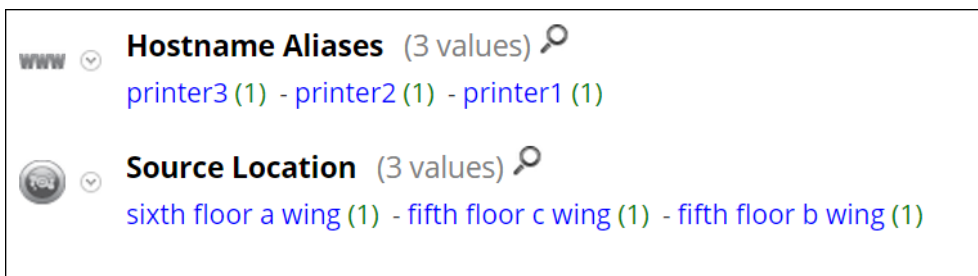 www Hostname Aliases (3 values)
printer3 (1) - printer2 (1) - printer1 (1)
Source Location (3 values)
sixth floor a wing (1) - fifth floor c wing (1) - fifth floor b wing (1)